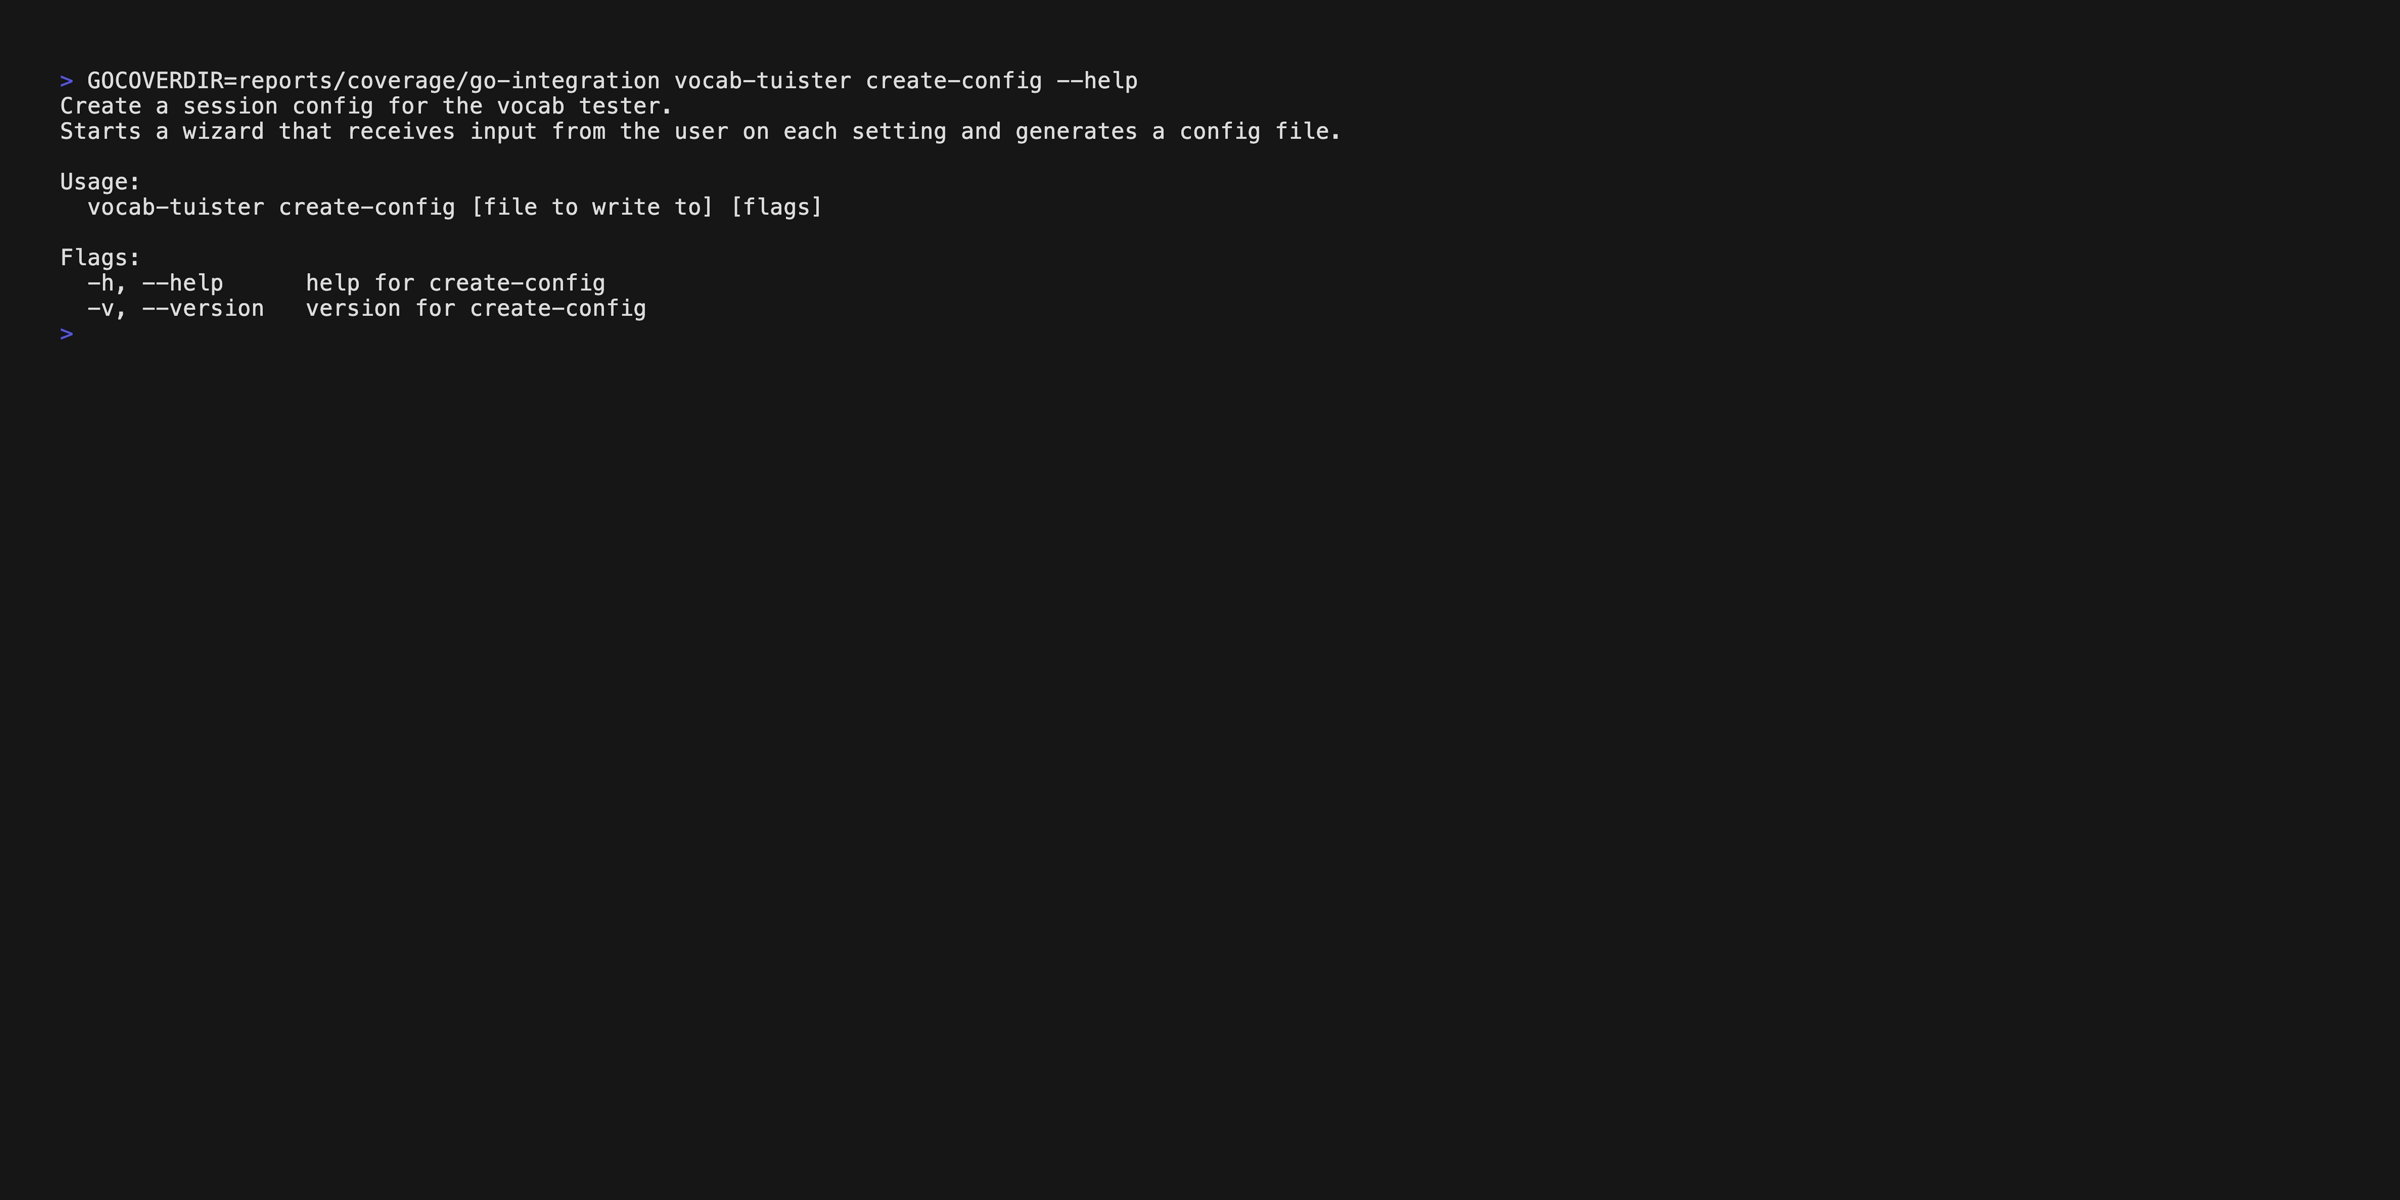 > GOCOVERDIR=reports/coverage/go-integration vocab-tuister create-config --help
Create a session config for the vocab tester.
Starts a wizard that receives input from the user on each setting and generates a config file.

Usage:
  vocab-tuister create-config [file to write to] [flags]

Flags:
  -h, --help      help for create-config
  -v, --version   version for create-config
>